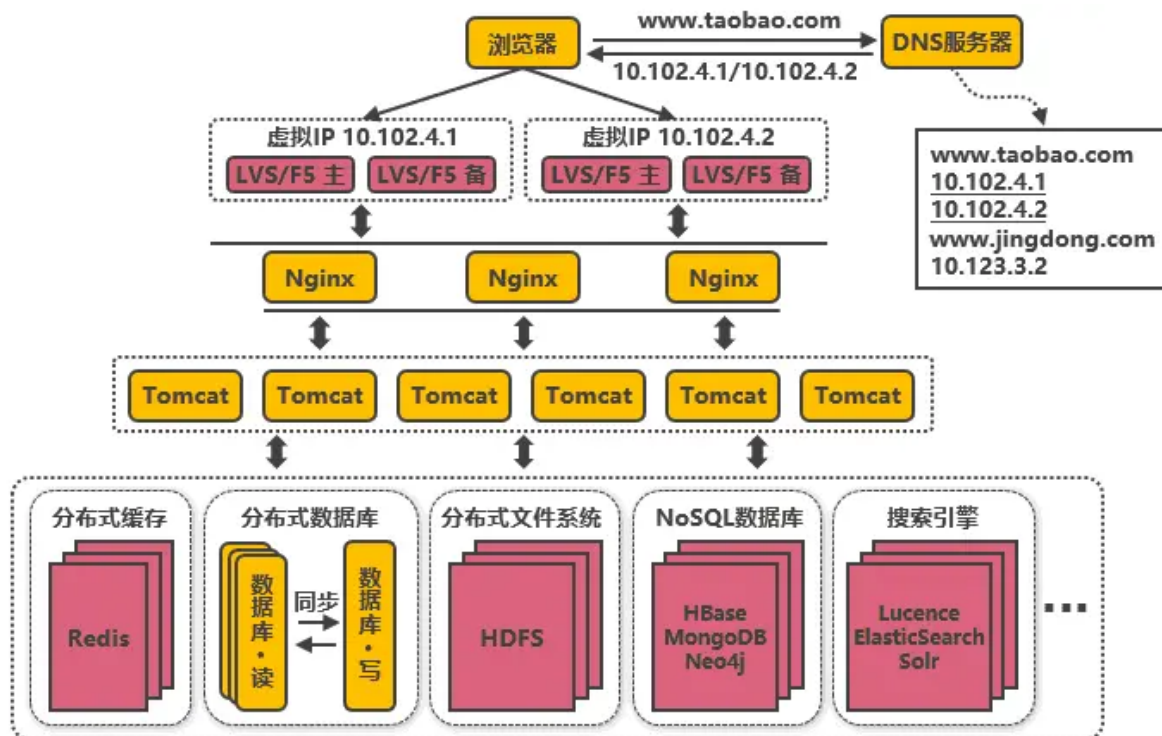 www.taobao.com
浏览器
DNS服务器
10.102.4.1/10.102.4.2
虚拟IP 10.102.4.1
虚拟IP 10.102.4.2
LVS/F5 主
LVS/F5 备
LVS/F5 主
LVS/F5 备
www.taobao.com
10.102.4.1
10.102.4.2
www.jingdong.com
10.123.3.2
Nginx
Nginx
Nginx
Tomcat
Tomcat
Tomcat
Tomcat
Tomcat
Tomcat
分布式缓存
Redis
分布式数据库
数据库·读
同步
数据库·写
分布式文件系统
HDFS
NoSQL数据库
HBase
MongoDB
Neo4j
搜索引擎
Lucence
ElasticSearch
Solr
...